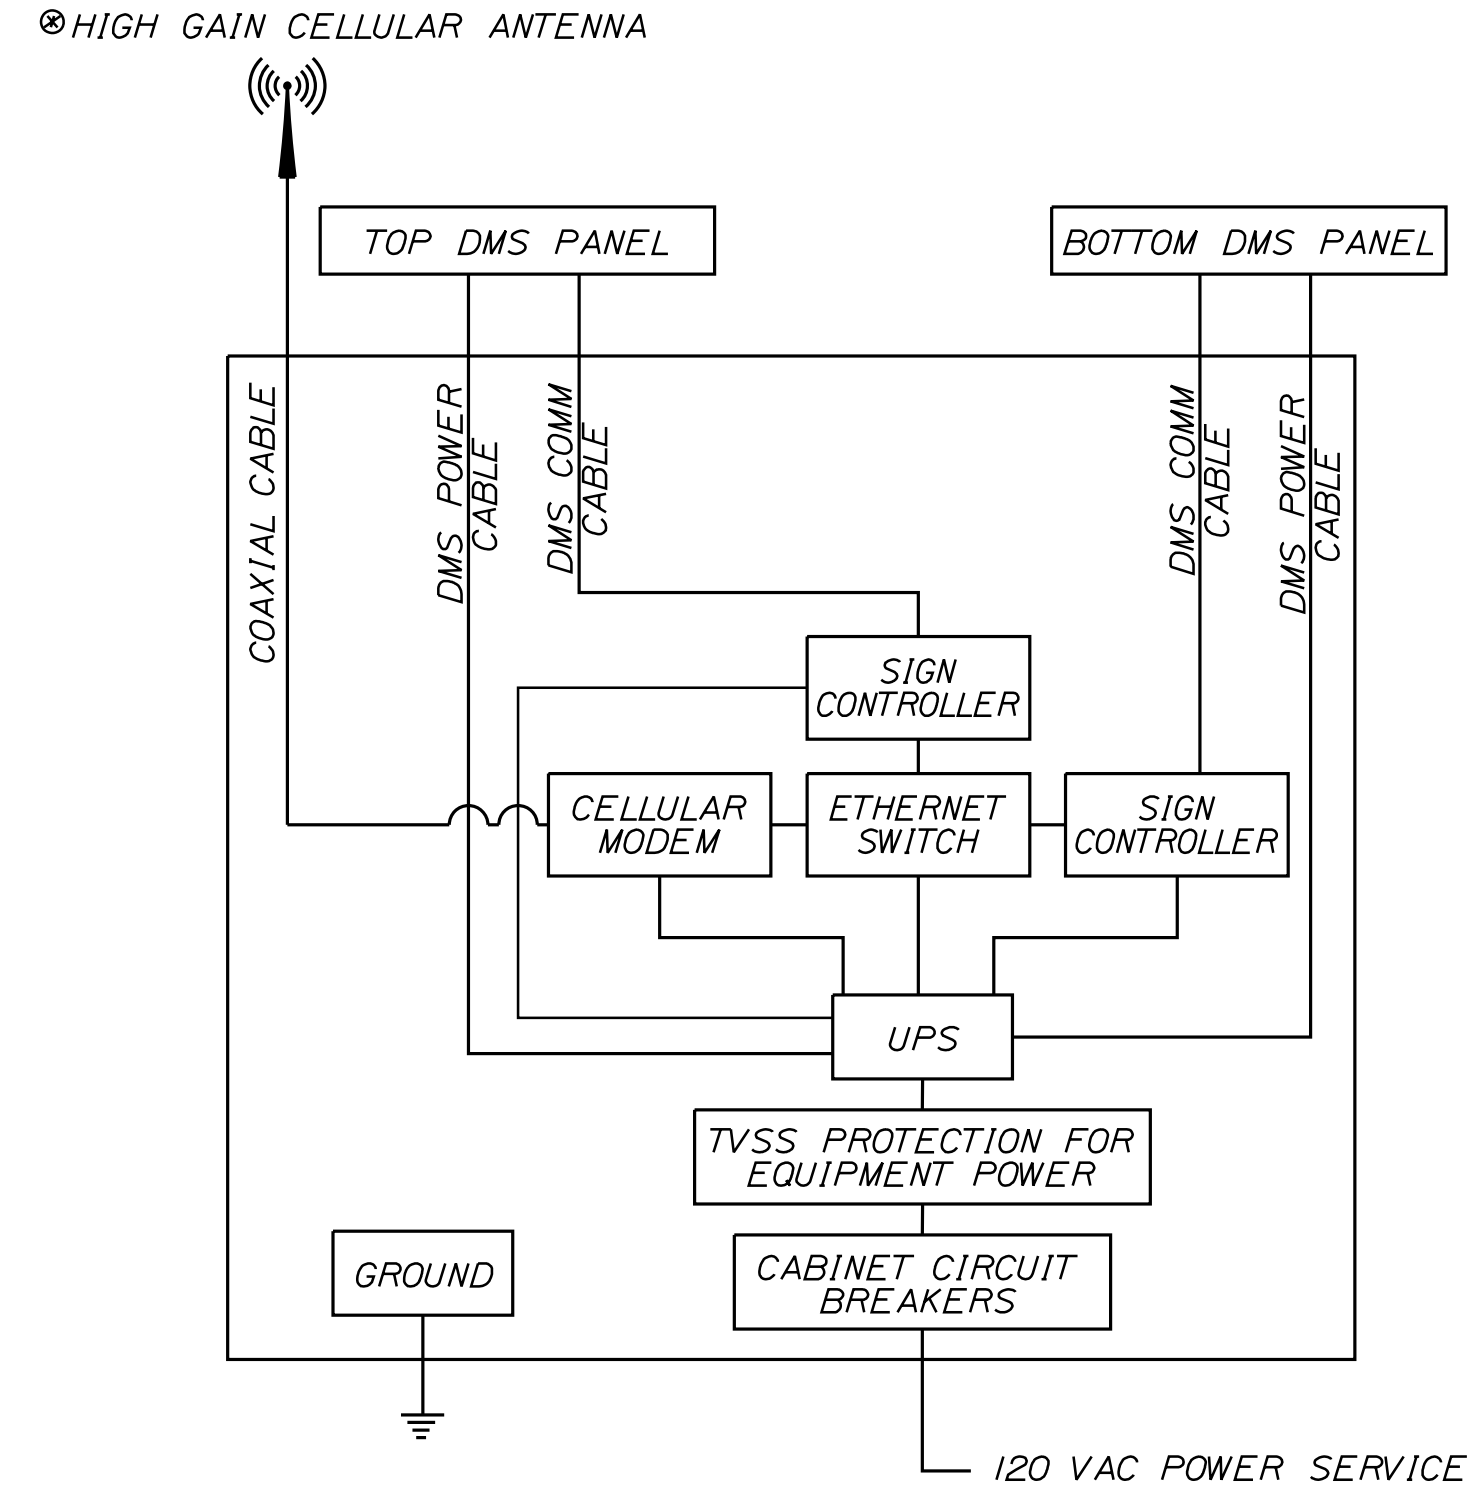 ⊗ HIGH GAIN CELLULAR ANTENNA
TOP DMS PANEL
BOTTOM DMS PANEL
COAXIAL CABLE
DMS POWER
CABLE
DMS COMM
CABLE
DMS COMM
CABLE
DMS POWER
CABLE
SIGN
CONTROLLER
CELLULAR
MODEM
ETHERNET
SWITCH
SIGN
CONTROLLER
UPS
TVSS PROTECTION FOR
EQUIPMENT POWER
GROUND
CABINET CIRCUIT
BREAKERS
120 VAC POWER SERVICE